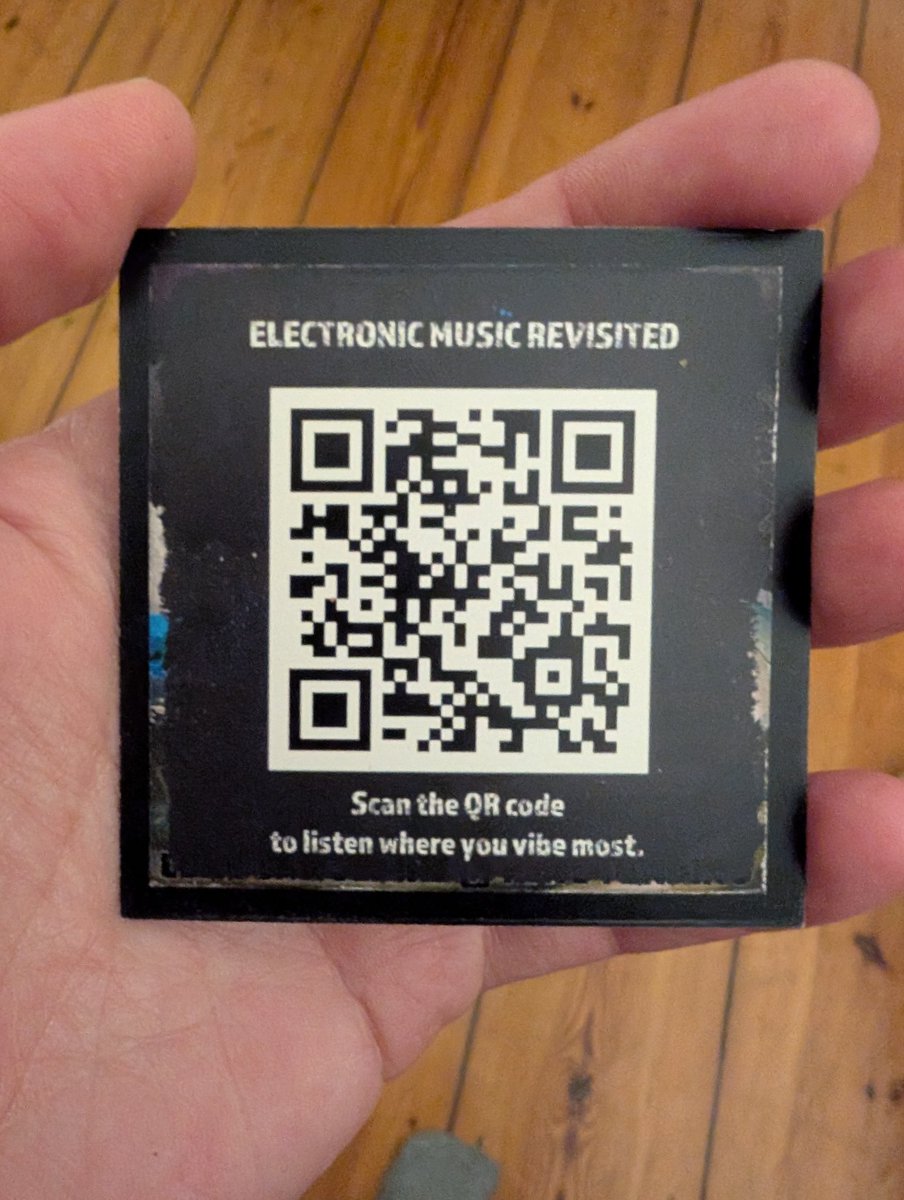 ELECTRONIC MUSIC REVISITED
Scan the QR code
to listen where you vibe most.